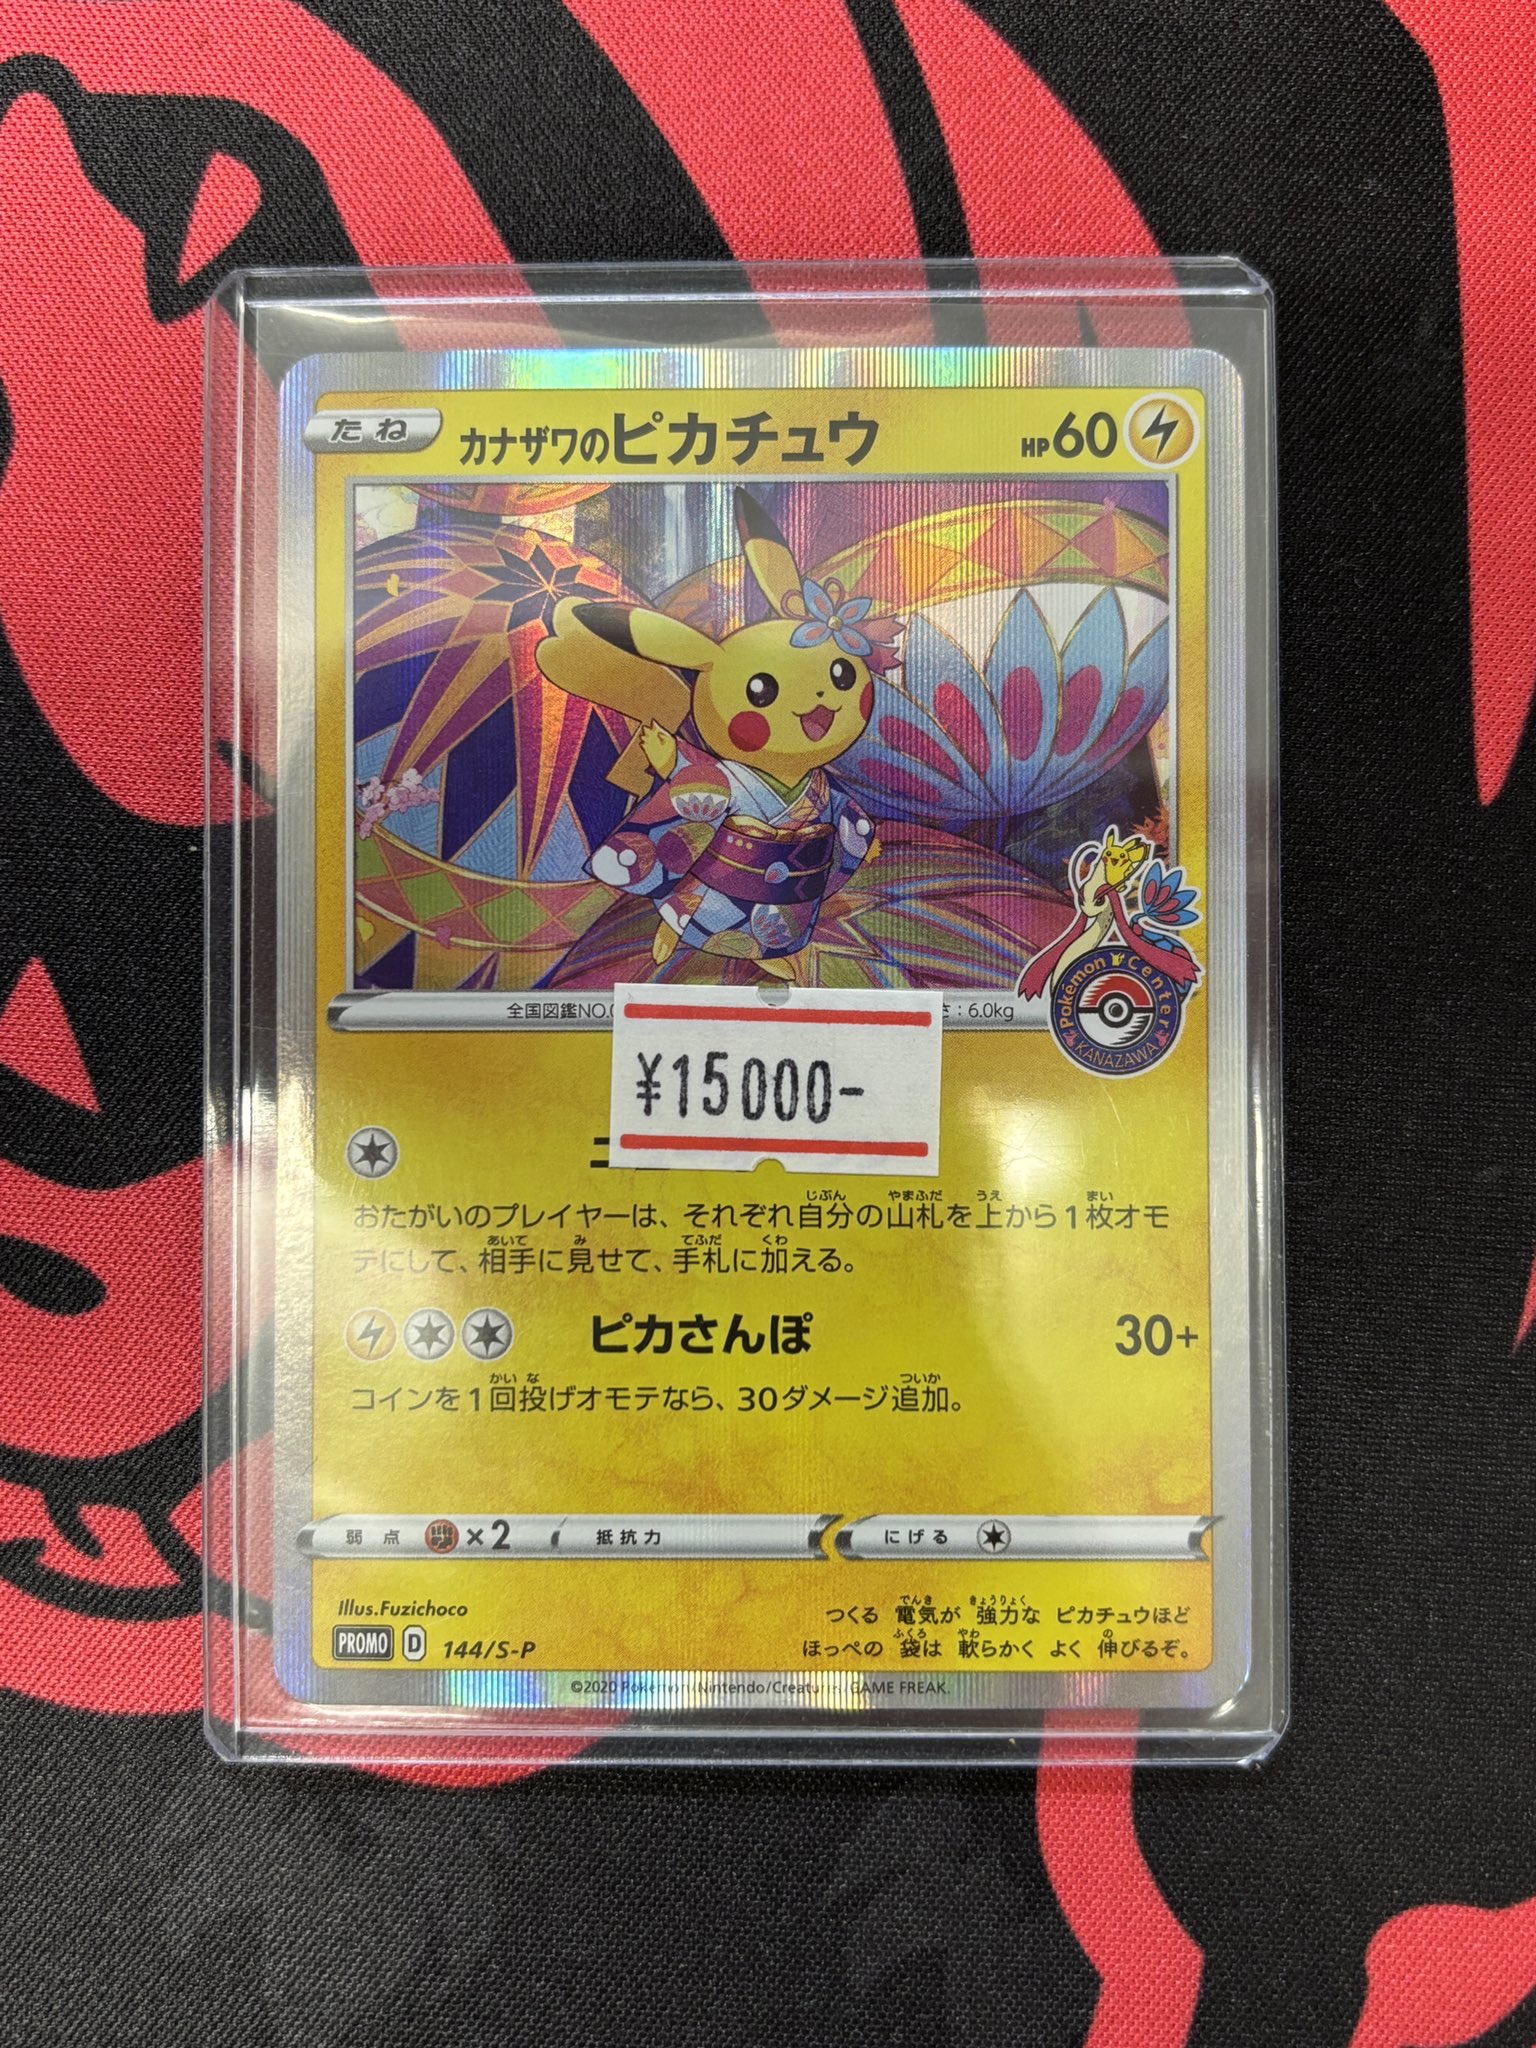 たね
カナザワのピカチュウ
HP60
全国図鑑NO.
：6.0kg
Pokémon Center
KANAZAWA
¥15000-
おたがいのプレイヤーは、それぞれ自分の山札を上から1枚オモ
テにして、相手に見せて、手札に加える。
ピカさんぽ 30+
コインを1回投げオモテなら、30ダメージ追加。
弱点 ×2 抵抗力 にげる
Illus.Fuzichoco
つくる 電気が 強力な ピカチュウほど
ほっぺの 袋は 軟らかく よく 伸びるぞ。
PROMO D 144/S-P
©2020 Pokémon/Nintendo/Creatures/GAME FREAK.